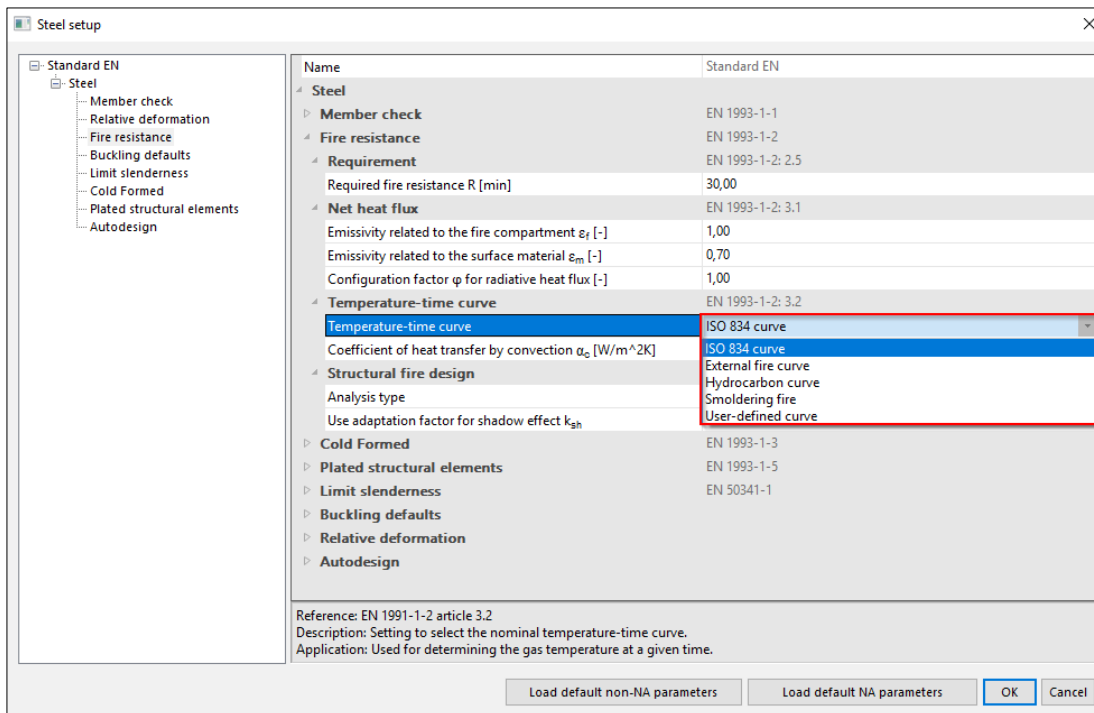 Steel setup
Standard EN
Steel
Member check
Relative deformation
Fire resistance
Buckling defaults
Limit slenderness
Cold Formed
Plated structural elements
Autodesign
Name Standard EN
Steel
Member check EN 1993-1-1
Fire resistance EN 1993-1-2
Requirement EN 1993-1-2: 2.5
Required fire resistance R [min] 30,00
Net heat flux EN 1993-1-2: 3.1
Emissivity related to the fire compartment εf [-] 1,00
Emissivity related to the surface material εm [-] 0,70
Configuration factor φ for radiative heat flux [-] 1,00
Temperature-time curve EN 1993-1-2: 3.2
Temperature-time curve ISO 834 curve
Coefficient of heat transfer by convection αc [W/m^2K] ISO 834 curve
External fire curve
Structural fire design Hydrocarbon curve
Analysis type Smoldering fire
Use adaptation factor for shadow effect ksh User-defined curve
Cold Formed EN 1993-1-3
Plated structural elements EN 1993-1-5
Limit slenderness EN 50341-1
Buckling defaults
Relative deformation
Autodesign
Reference: EN 1991-1-2 article 3.2
Description: Setting to select the nominal temperature-time curve.
Application: Used for determining the gas temperature at a given time.
Load default non-NA parameters Load default NA parameters OK Cancel